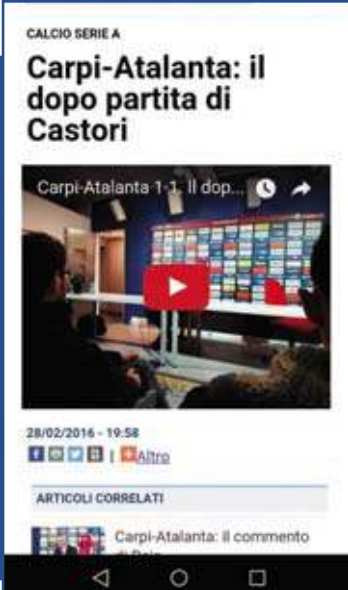 CALCIO SERIE A
Carpi-Atalanta: il
dopo partita di
Castori
Carpi-Atalanta 1-1. Il dop...
28/02/2016 - 19:58
| Altro
ARTICOLI CORRELATI
Carpi-Atalanta: il commento
di